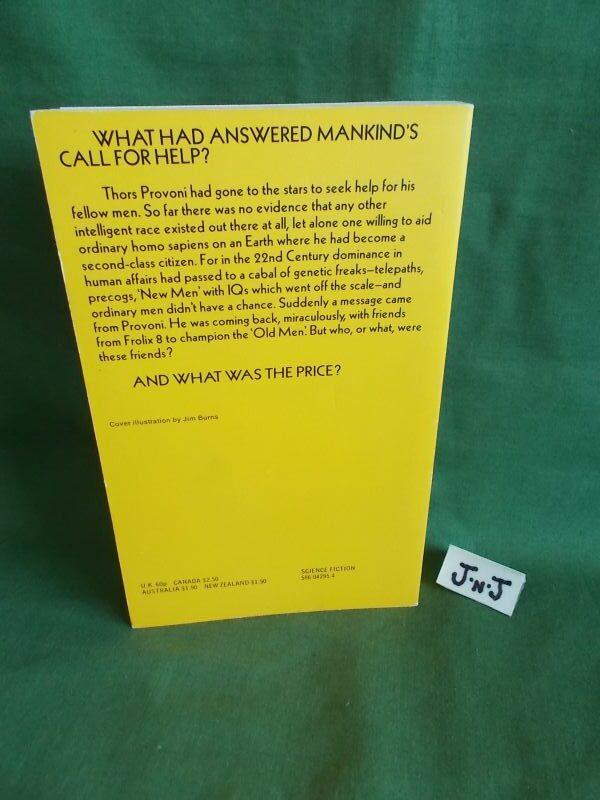 WHAT HAD ANSWERED MANKIND'S
CALL FOR HELP?
Thors Provoni had gone to the stars to seek help for his
fellow men. So far there was no evidence that any other
intelligent race existed out there at all, let alone one willing to aid
ordinary homo sapiens on an Earth where he had become a
second-class citizen. For in the 22nd Century dominance in
human affairs had passed to a cabal of genetic freaks—telepaths,
precogs, 'New Men' with IQs which went off the scale—and
ordinary men didn't have a chance. Suddenly a message came
from Provoni. He was coming back, miraculously, with friends
from Frolix 8 to champion the 'Old Men'. But who, or what, were
these friends?
AND WHAT WAS THE PRICE?
Cover illustration by Jim Burns
U.K. 60p CANADA $2.50
AUSTRALIA $1.90 NEW ZEALAND $1.90
SCIENCE FICTION
586 04295 4
J·N·J